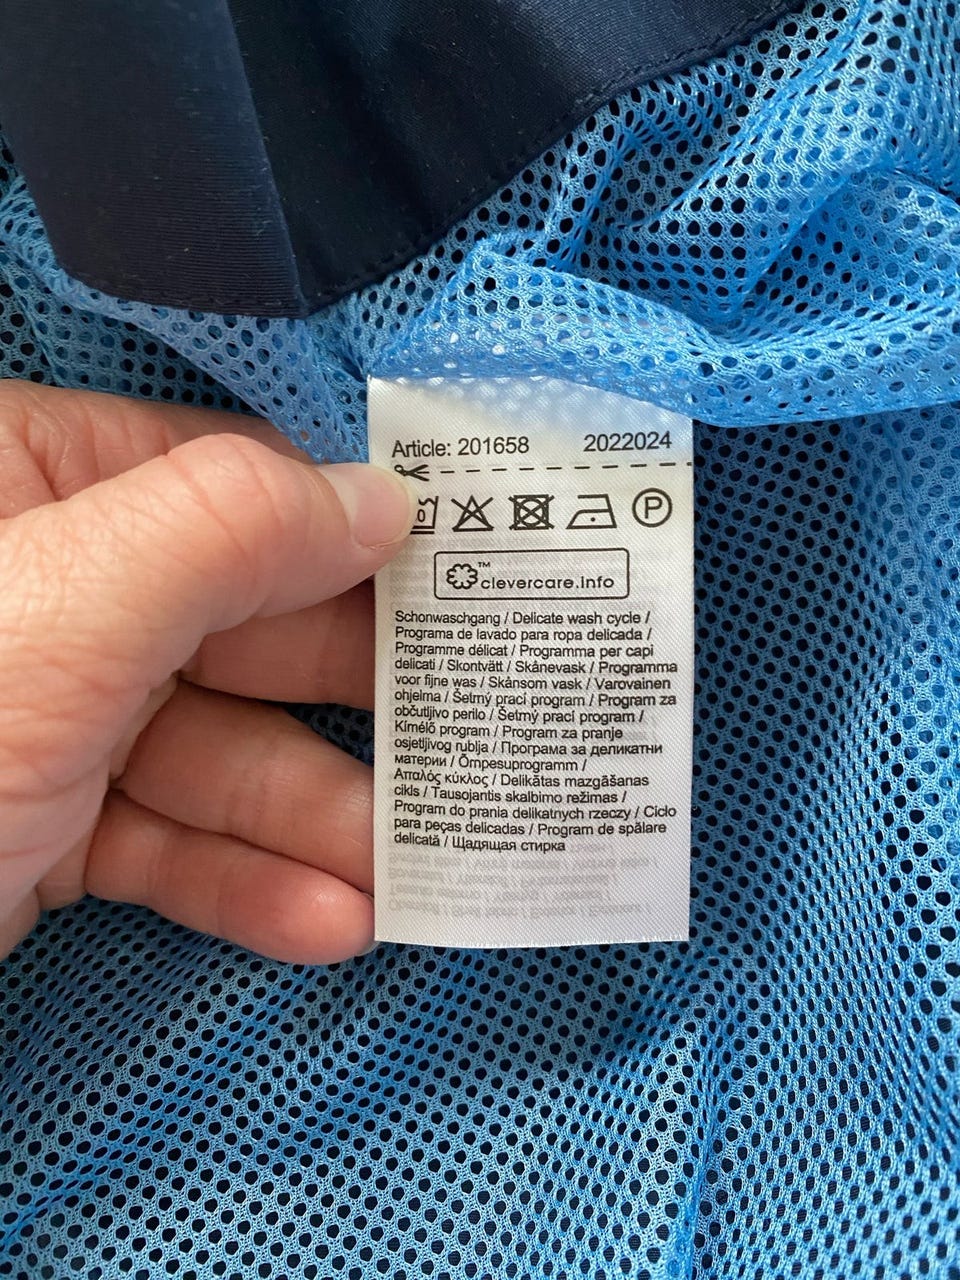 Article: 201658 2022024
0
P
™clevercare.info
Schonwaschgang / Delicate wash cycle /
Programa de lavado para ropa delicada /
Programme délicat / Programma per capi
delicati / Skontvätt / Skånevask / Programma
voor fijne was / Skånsom vask / Varovainen
ohjelma / Šetrný prací program / Program za
občutljivo perilo / Šetrný prací program /
Kímélő program / Program za pranje
osjetljivog rublja / Програма за деликатни
материи / Õrnpesuprogramm /
Απαλός κύκλος / Delikātas mazgāšanas
cikls / Tausojantis skalbimo režimas /
Program do prania delikatnych rzeczy / Ciclo
para peças delicadas / Program de spălare
delicată / Щадящая стирка